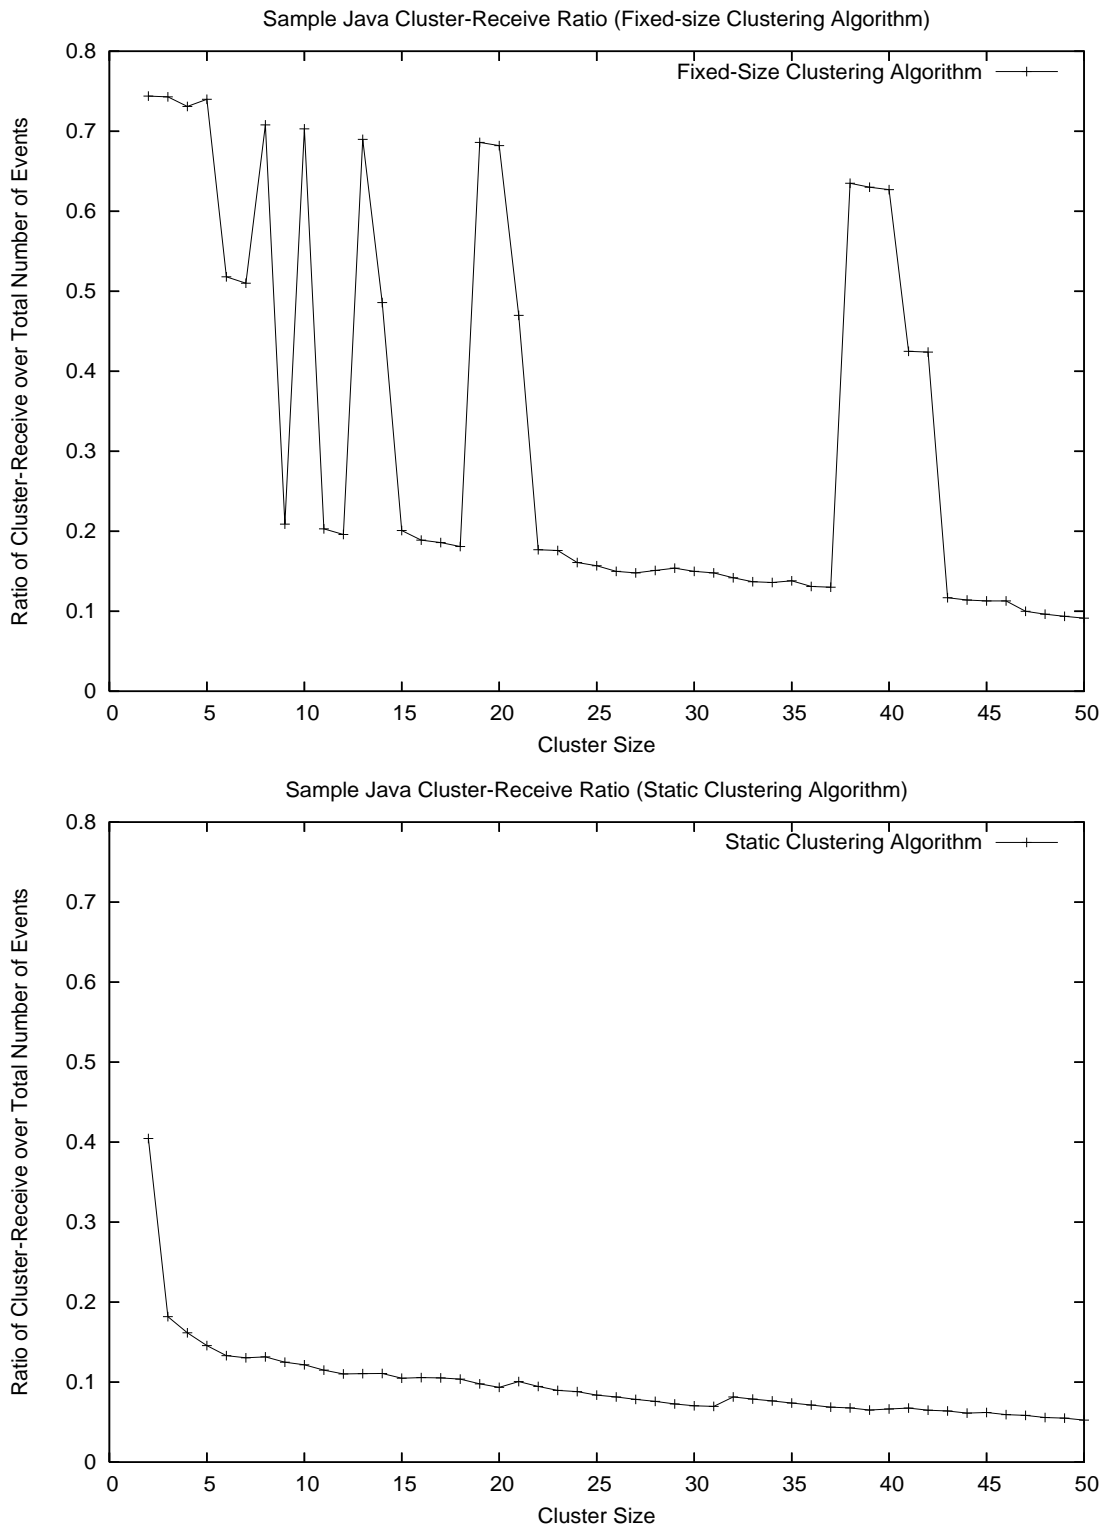 Sample Java Cluster-Receive Ratio (Fixed-size Clustering Algorithm)
Ratio of Cluster-Receive over Total Number of Events
Fixed-Size Clustering Algorithm
0.8
0.7
0.6
0.5
0.4
0.3
0.2
0.1
0
0 5 10 15 20 25 30 35 40 45 50
Cluster Size
Sample Java Cluster-Receive Ratio (Static Clustering Algorithm)
Ratio of Cluster-Receive over Total Number of Events
Static Clustering Algorithm
0.8
0.7
0.6
0.5
0.4
0.3
0.2
0.1
0
0 5 10 15 20 25 30 35 40 45 50
Cluster Size